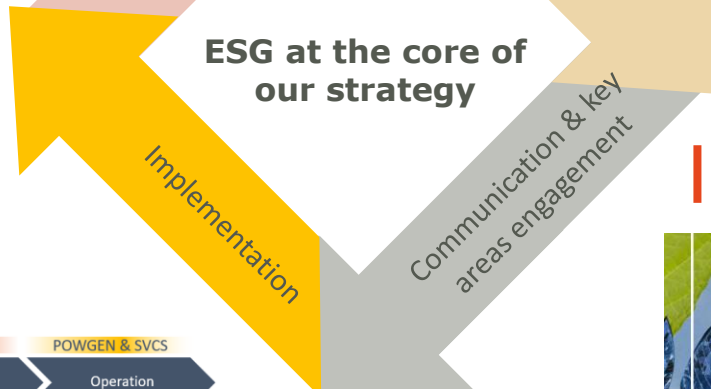 ESG at the core of
our strategy
Implementation
Communication & key
areas engagement
POWGEN & SVCS
Operation